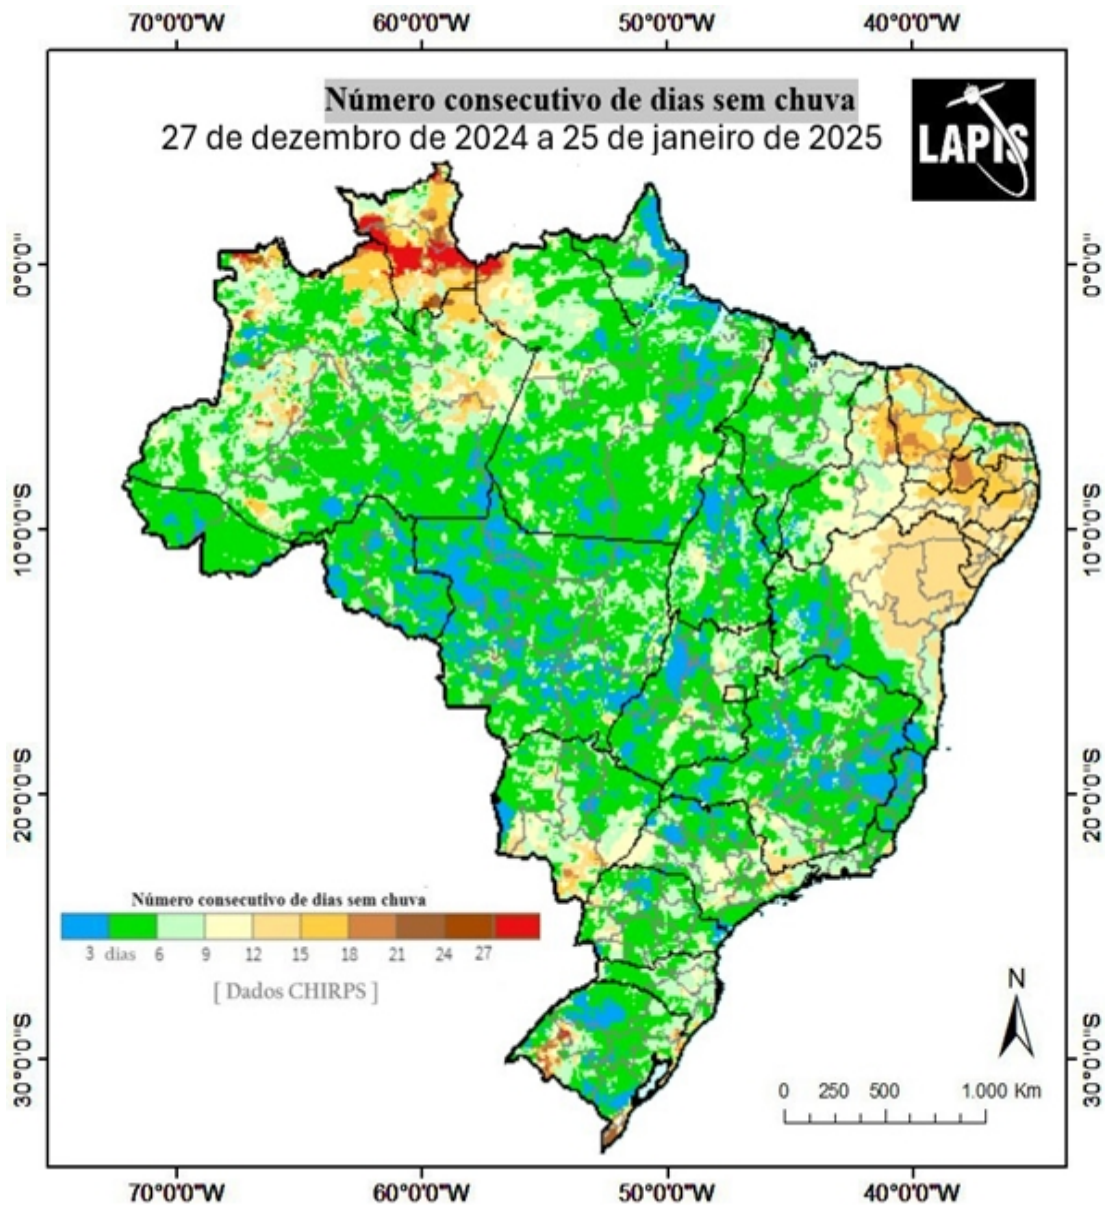 70°0'0"W 60°0'0"W 50°0'0"W 40°0'0"W
Número consecutivo de dias sem chuva
27 de dezembro de 2024 a 25 de janeiro de 2025
LAPIS
0°0'0" 0°0'0"
10°0'0"S 10°0'0"S
20°0'0"S 20°0'0"S
Número consecutivo de dias sem chuva
3 dias 6 9 12 15 18 21 24 27
[ Dados CHIRPS ]
N
30°0'0"S 30°0'0"S
0 250 500 1.000 Km
70°0'0"W 60°0'0"W 50°0'0"W 40°0'0"W